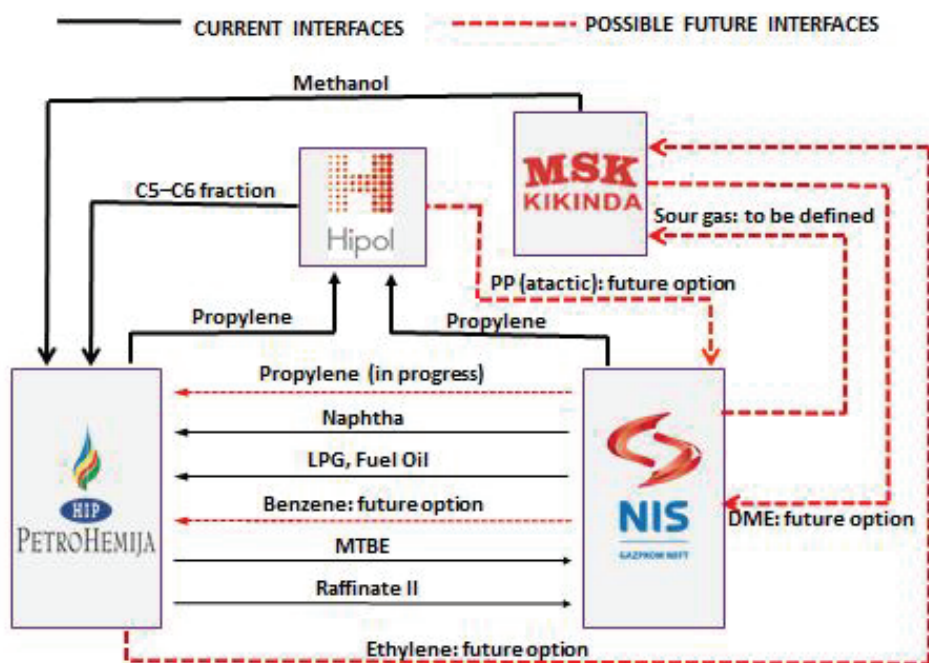 CURRENT INTERFACES
POSSIBLE FUTURE INTERFACES
Methanol
C5–C6 fraction
Hipol
MSK
KIKINDA
Sour gas: to be defined
PP (atactic): future option
Propylene
Propylene
Propylene (in progress)
Naphtha
LPG, Fuel Oil
Benzene: future option
MTBE
Raffinate II
HIP
PETROHEMIJA
NIS
GAZPROM NEFT
DME: future option
Ethylene: future option